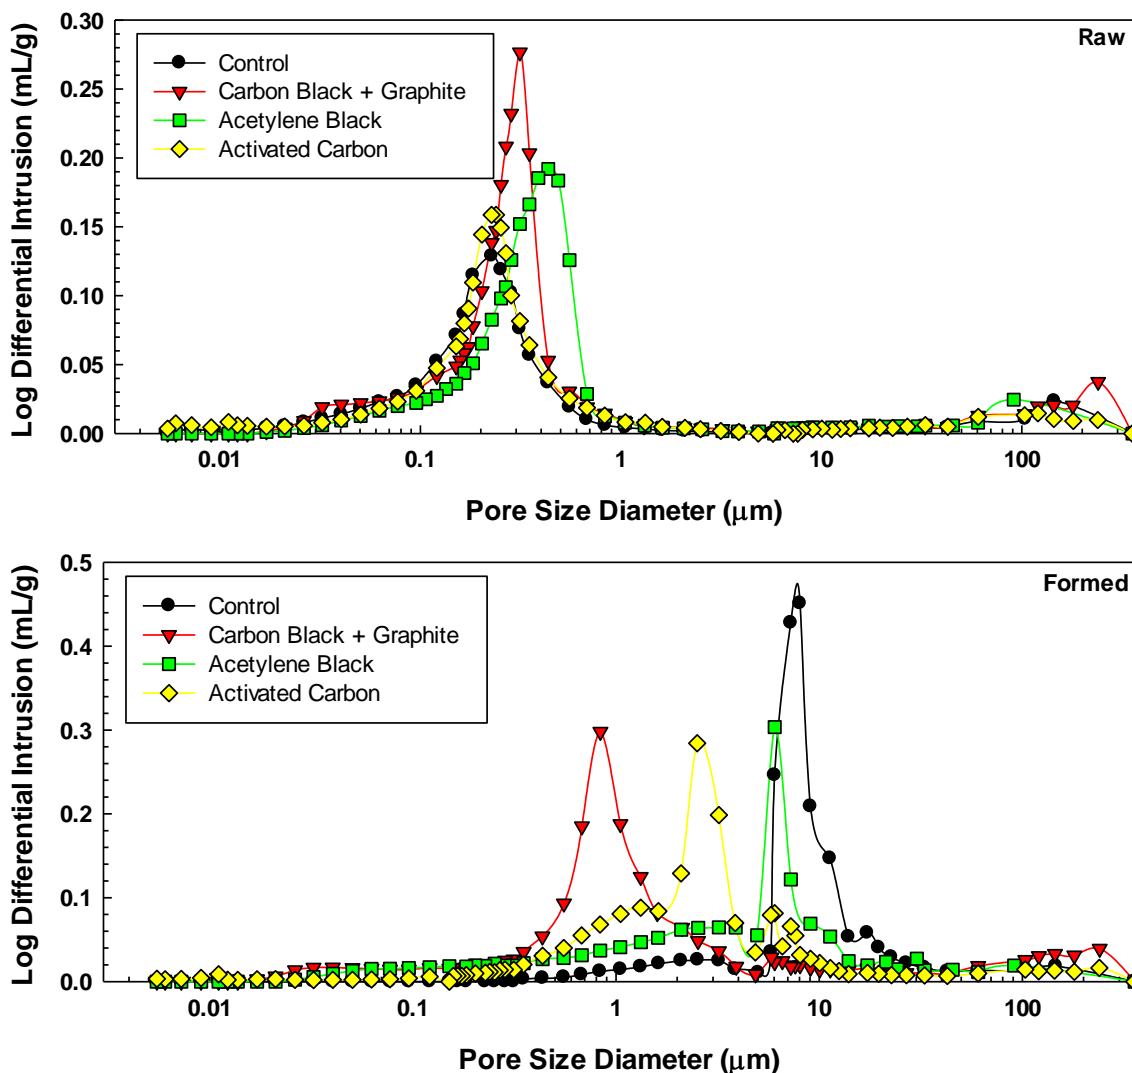 Raw
Log Differential Intrusion (mL/g)
0.30
0.25
0.20
0.15
0.10
0.05
0.00
Control
Carbon Black + Graphite
Acetylene Black
Activated Carbon
0.01
0.1
1
10
100
Pore Size Diameter (μm)
Formed
Log Differential Intrusion (mL/g)
0.5
0.4
0.3
0.2
0.1
0.0
Control
Carbon Black + Graphite
Acetylene Black
Activated Carbon
0.01
0.1
1
10
100
Pore Size Diameter (μm)